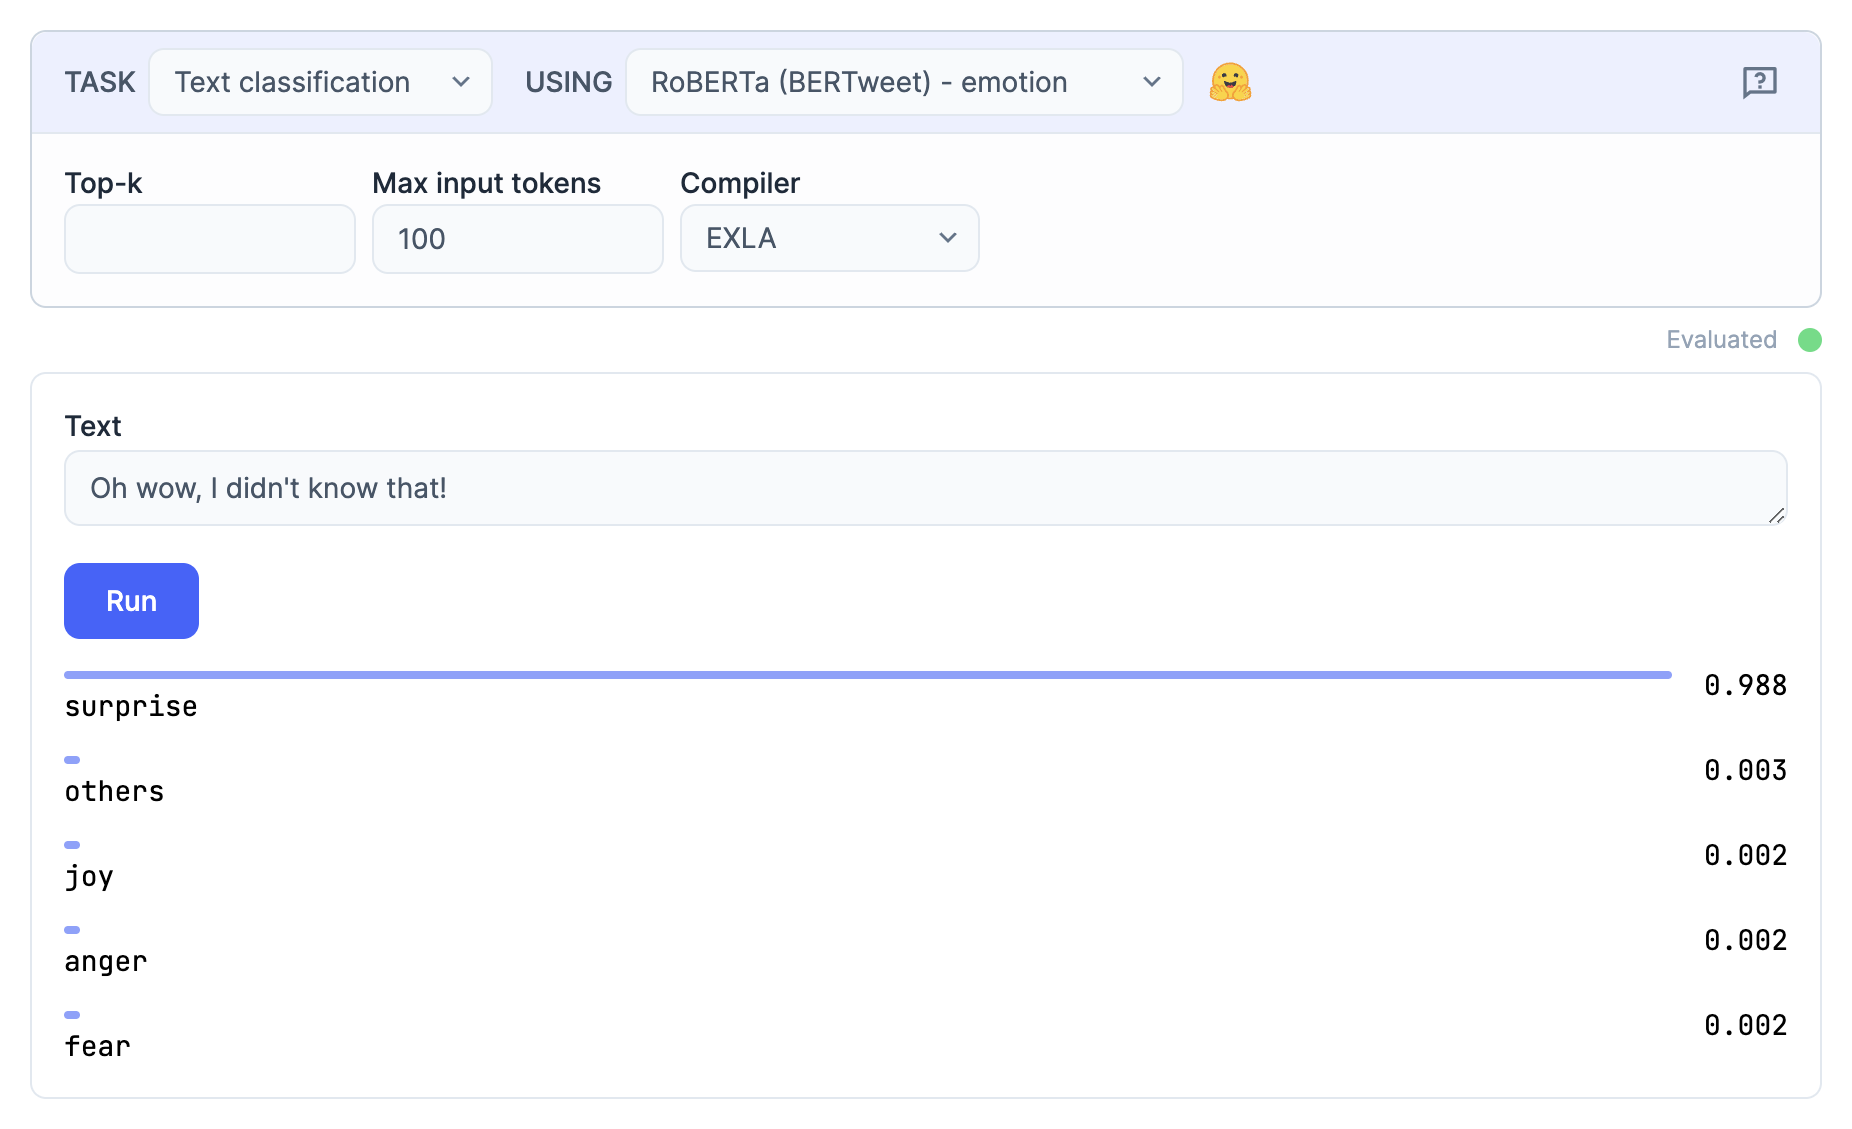 TASK Text classification USING RoBERTa (BERTweet) - emotion
Top-k Max input tokens Compiler
100 EXLA
Evaluated
Text
Oh wow, I didn't know that!
Run
surprise 0.988
others 0.003
joy 0.002
anger 0.002
fear 0.002